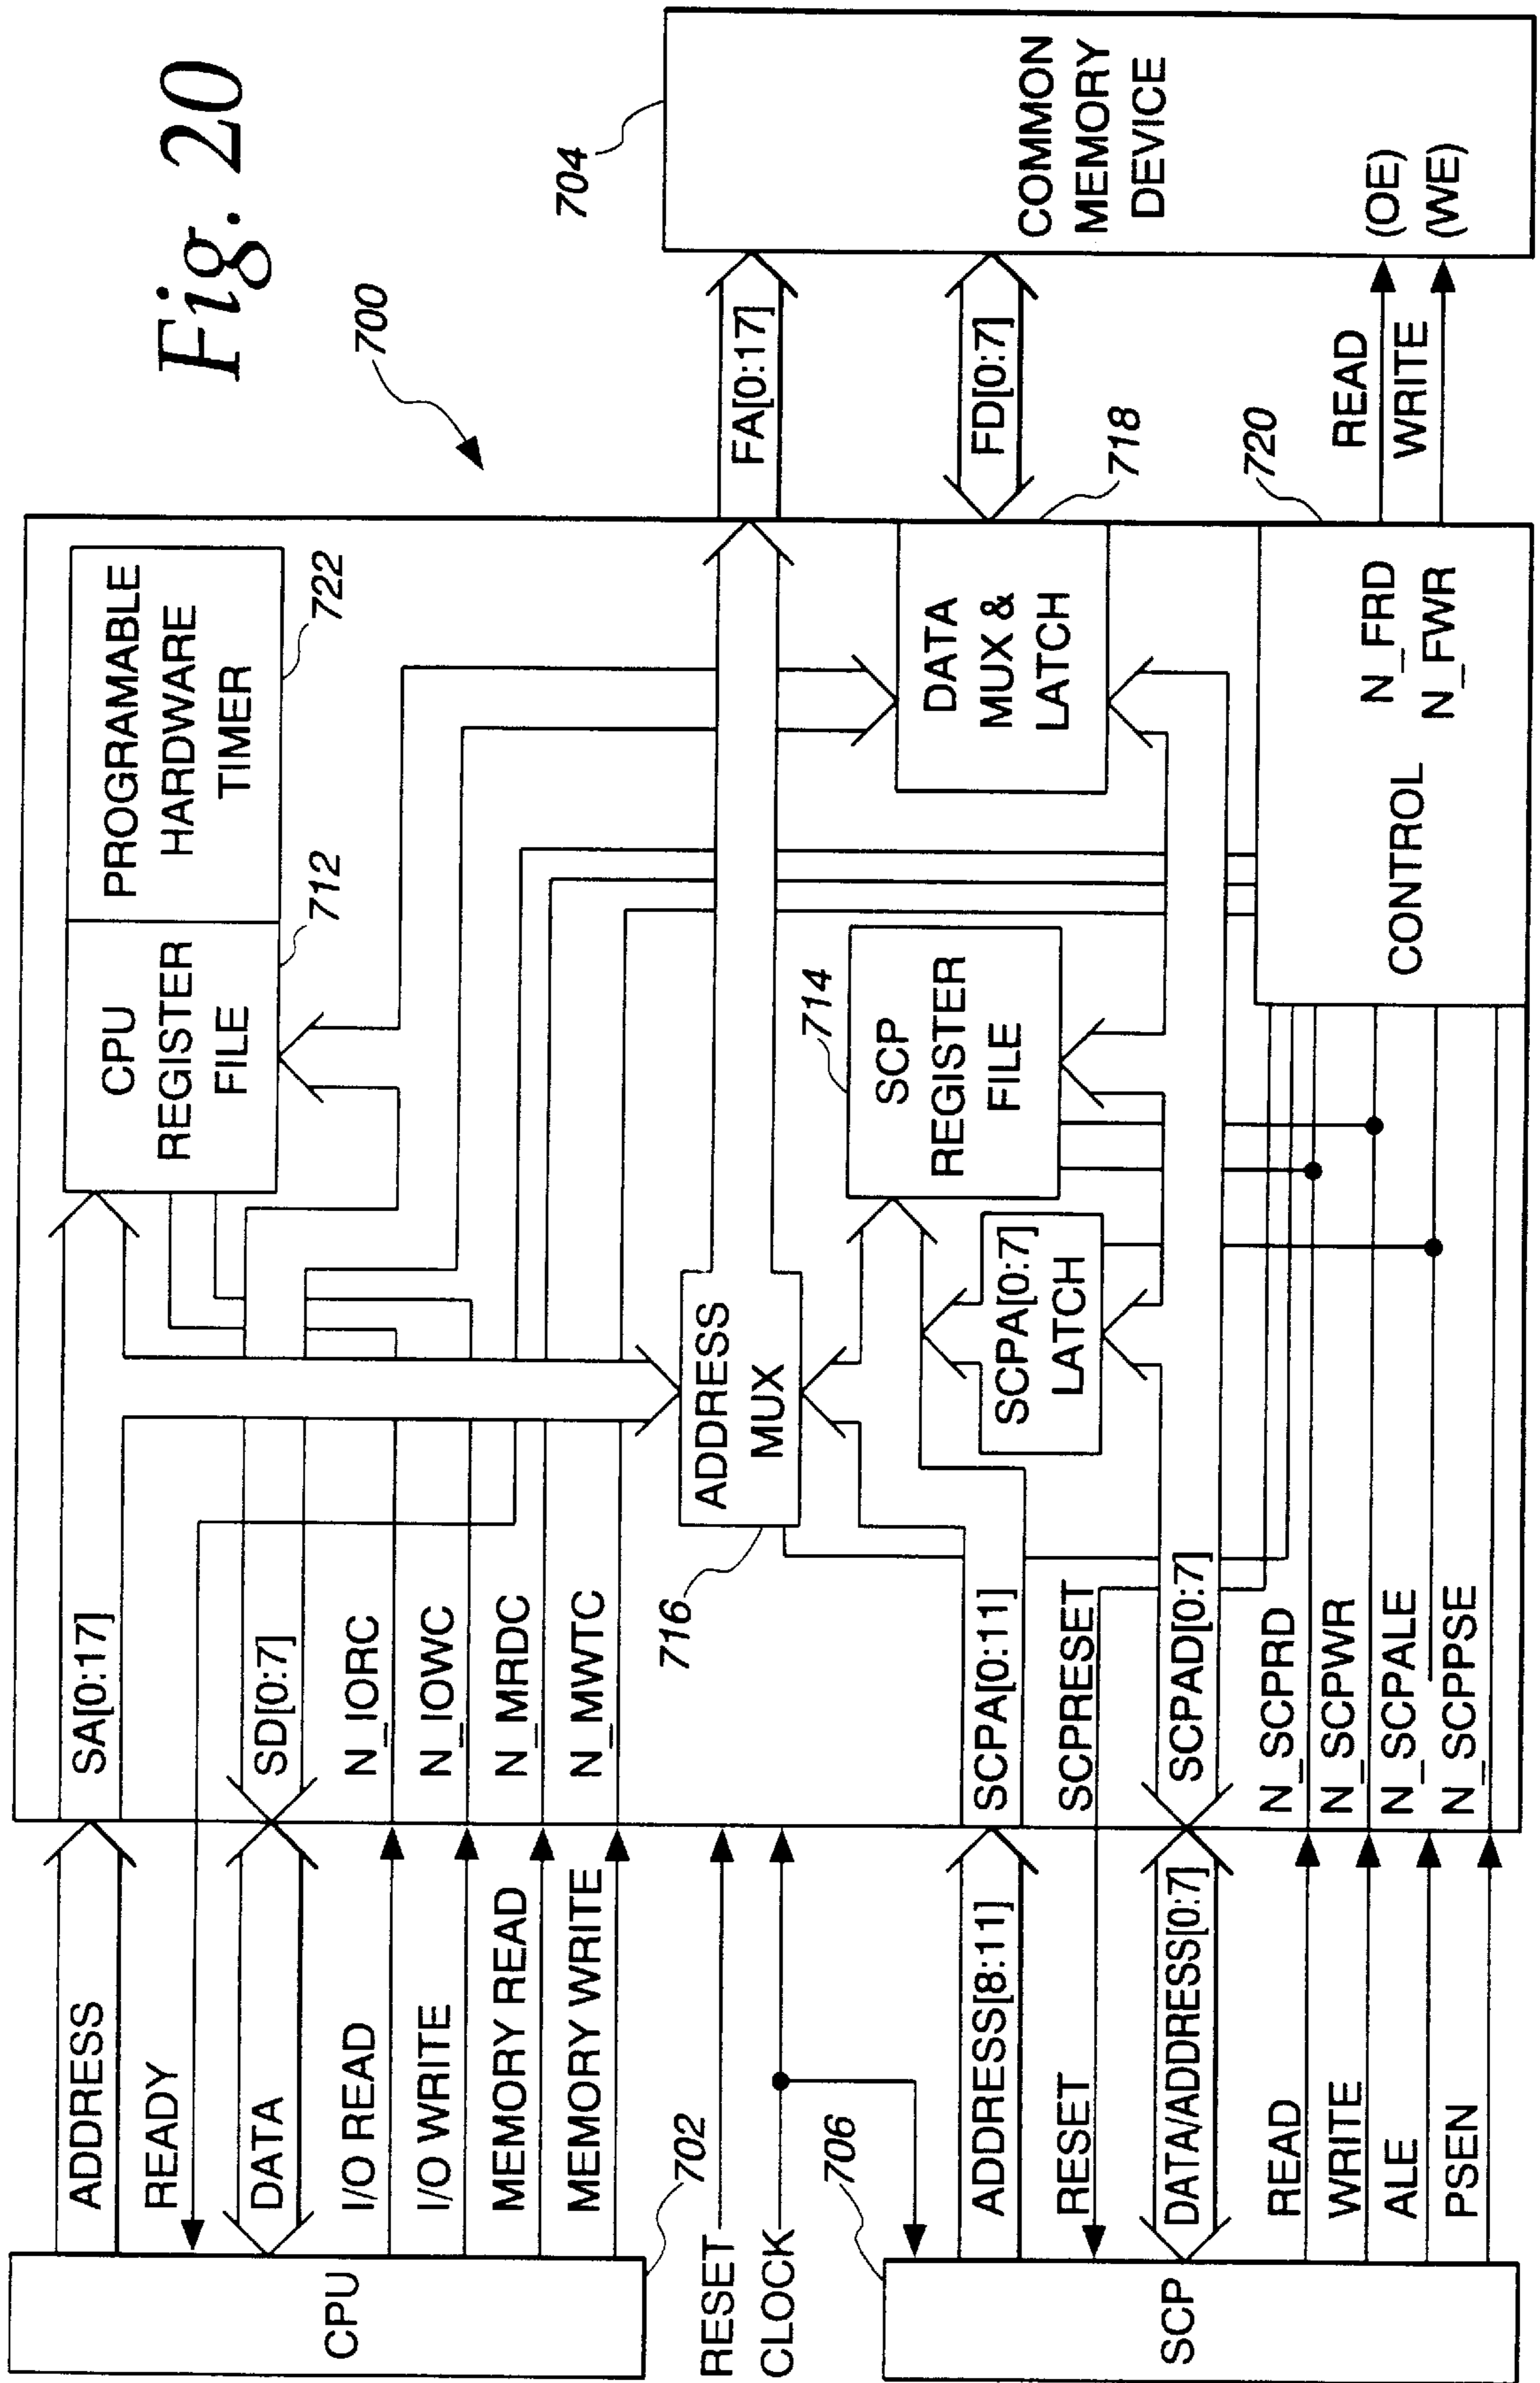 Fig. 20
700
CPU
702
ADDRESS
READY
DATA
I/O READ
I/O WRITE
MEMORY READ
MEMORY WRITE
RESET
CLOCK
SCP
706
ADDRESS[8:11]
RESET
DATA/ADDRESS[0:7]
READ
WRITE
ALE
PSEN
SA[0:17]
SD[0:7]
N_IORC
N_IOWC
N_MRDC
N_MWTC
SCPA[0:11]
SCPRESET
SCPAD[0:7]
N_SCPRD
N_SCPWR
N_SCPALE
N_SCPPSE
CPU
REGISTER
FILE
712
PROGRAMABLE
HARDWARE
TIMER
722
ADDRESS
MUX
716
SCPA[0:7]
LATCH
SCP
REGISTER
FILE
714
DATA
MUX &
LATCH
718
CONTROL
N_FRD
N_FWR
720
FA[0:17]
FD[0:7]
READ
WRITE
COMMON
MEMORY
DEVICE
(OE)
(WE)
704